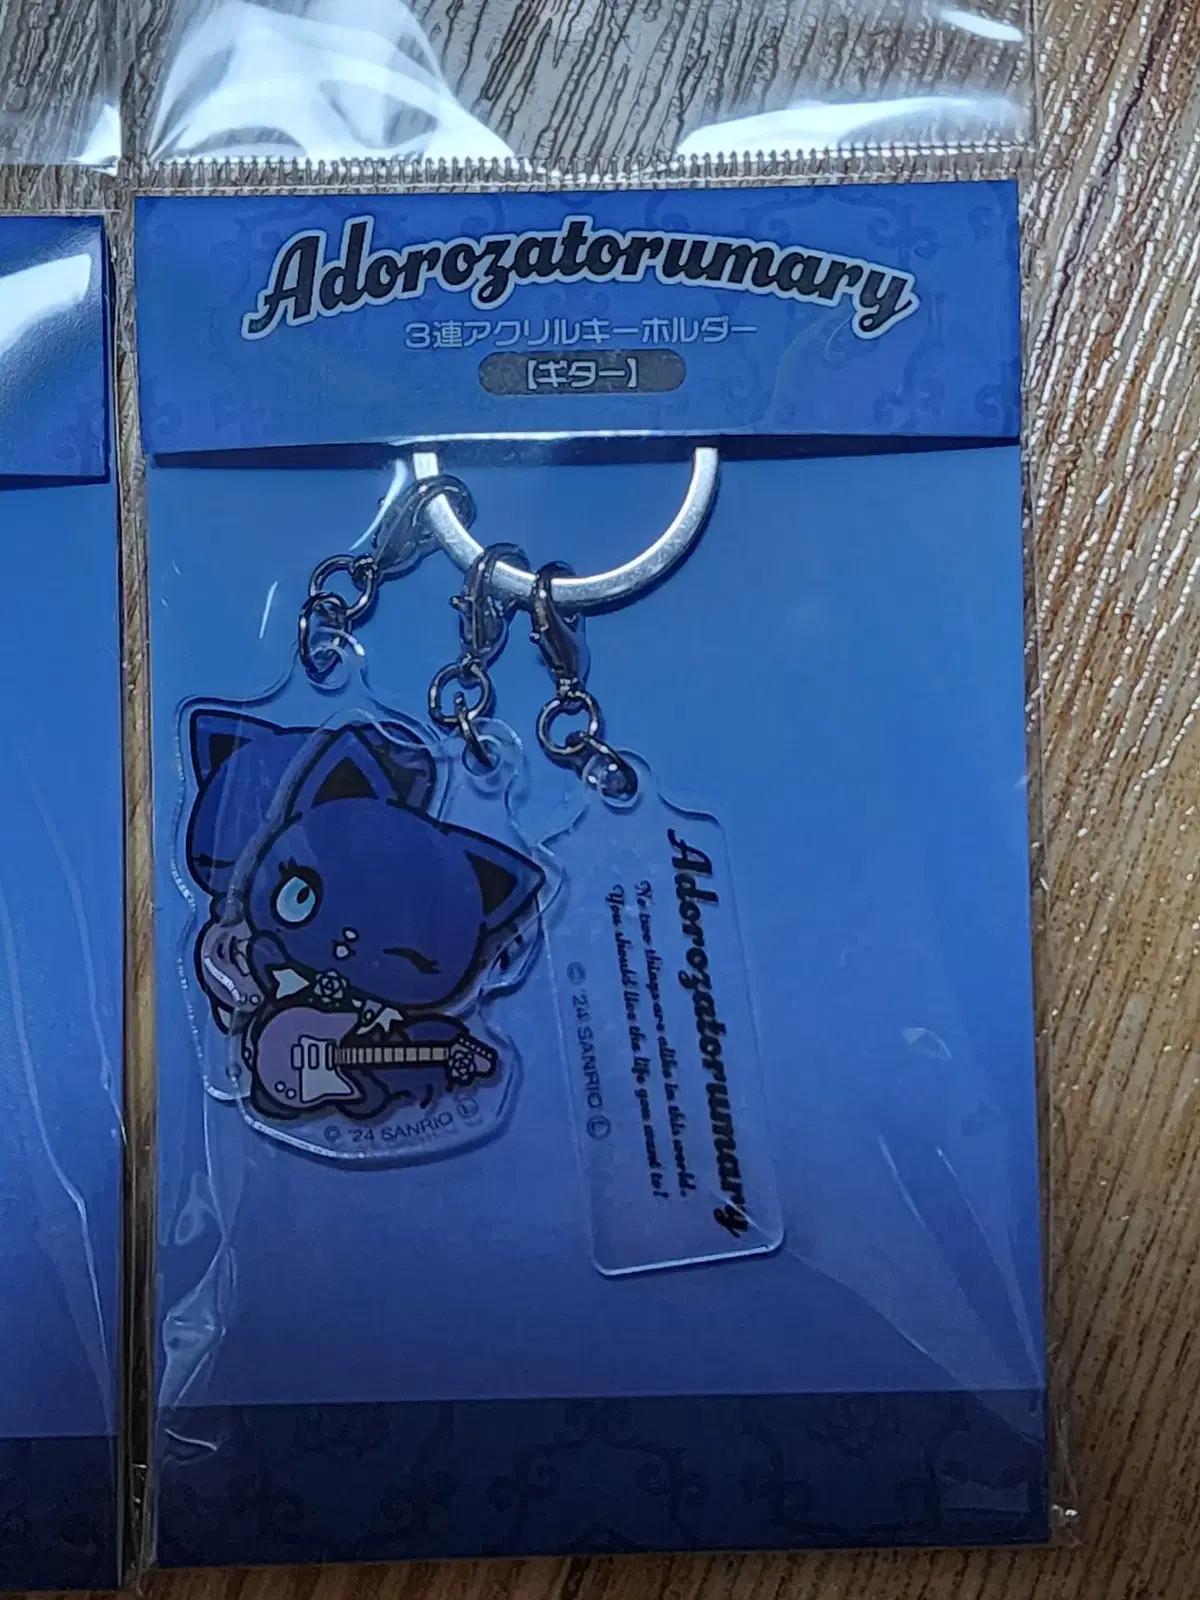 Adorozatorumary
3連アクリルキーホルダー
【ギター】
Adorozatorumary
No two things are alike in this world.
You should live the life you want to!
© '24 SANRIO Ⓛ
© '24 SANRIO Ⓛ